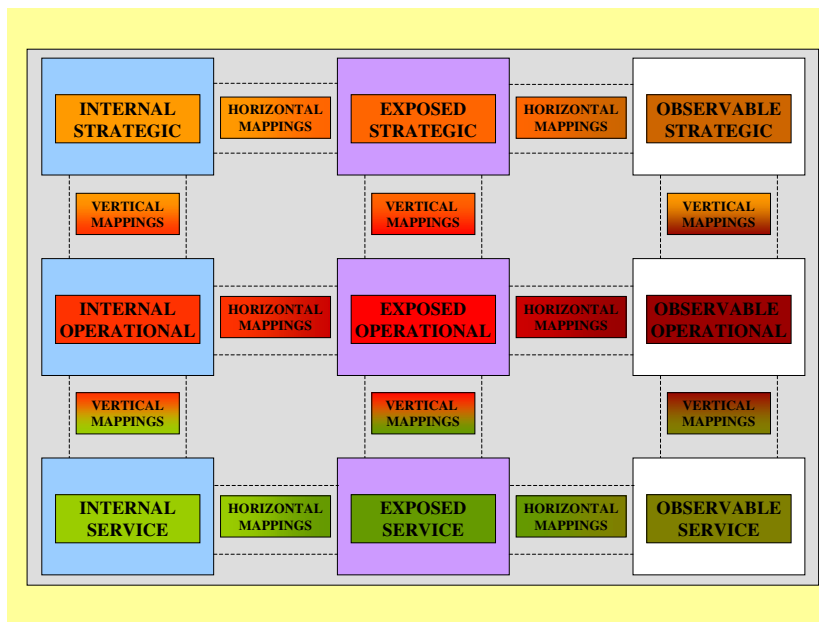 INTERNAL
STRATEGIC
HORIZONTAL
MAPPINGS
EXPOSED
STRATEGIC
HORIZONTAL
MAPPINGS
OBSERVABLE
STRATEGIC
VERTICAL
MAPPINGS
VERTICAL
MAPPINGS
VERTICAL
MAPPINGS
INTERNAL
OPERATIONAL
HORIZONTAL
MAPPINGS
EXPOSED
OPERATIONAL
HORIZONTAL
MAPPINGS
OBSERVABLE
OPERATIONAL
VERTICAL
MAPPINGS
VERTICAL
MAPPINGS
VERTICAL
MAPPINGS
INTERNAL
SERVICE
HORIZONTAL
MAPPINGS
EXPOSED
SERVICE
HORIZONTAL
MAPPINGS
OBSERVABLE
SERVICE